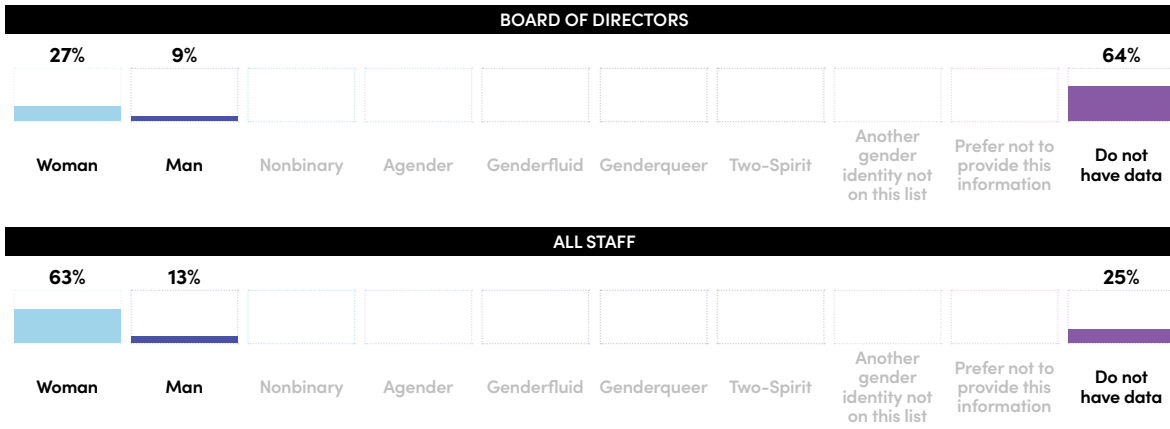 BOARD OF DIRECTORS
27%
9%
64%
Woman
Man
Nonbinary
Agender
Genderfluid
Genderqueer
Two-Spirit
Another
gender
identity not
on this list
Prefer not to
provide this
information
Do not
have data
ALL STAFF
63%
13%
25%
Woman
Man
Nonbinary
Agender
Genderfluid
Genderqueer
Two-Spirit
Another
gender
identity not
on this list
Prefer not to
provide this
information
Do not
have data